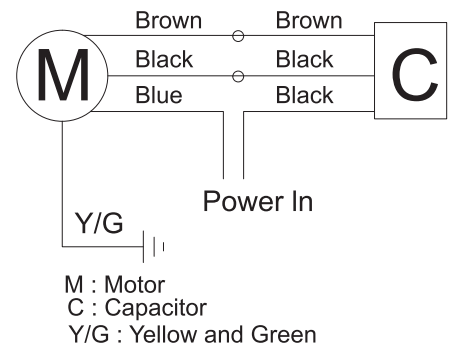 Brown Brown
Black Black
M C
Blue Black
Power In
Y/G
M : Motor
C : Capacitor
Y/G : Yellow and Green